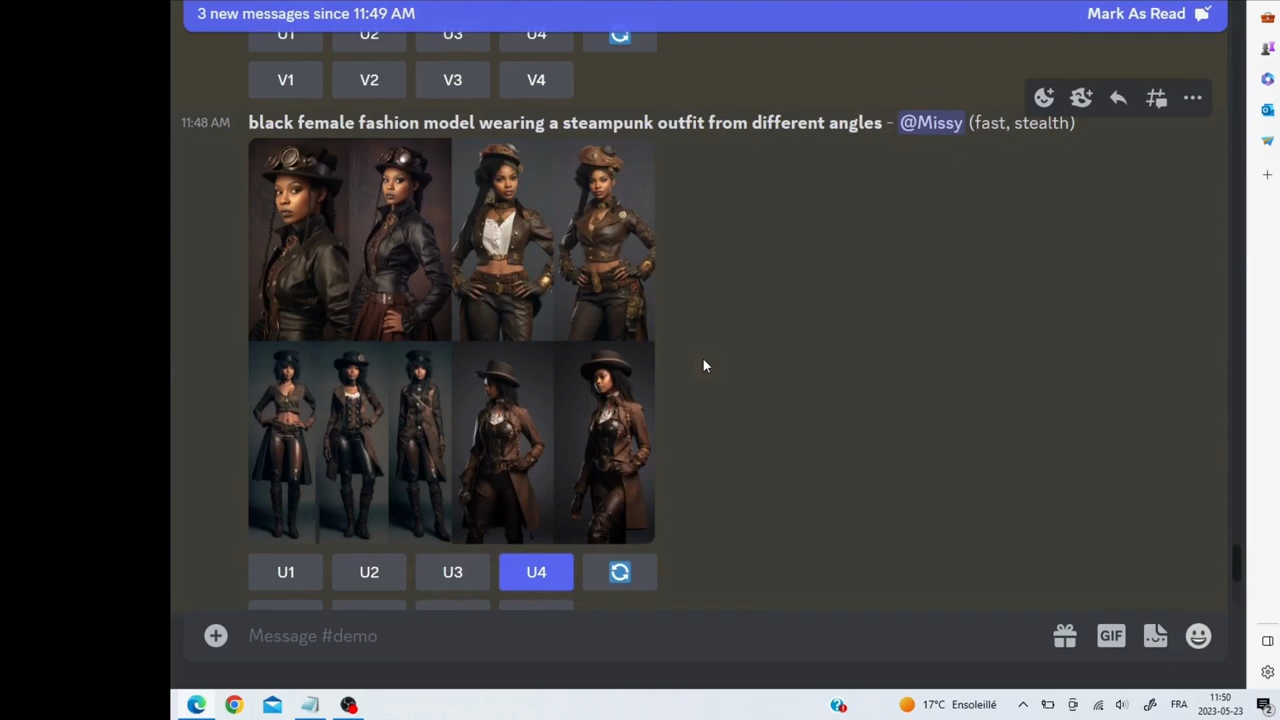 3 new messages since 11:49 AM Mark As Read
U1 U2 U3 U4
V1 V2 V3 V4
11:48 AM black female fashion model wearing a steampunk outfit from different angles - @Missy (fast, stealth)
U1 U2 U3 U4
Message #demo GIF
17°C Ensoleillé FRA 11:50
2023-05-23 2